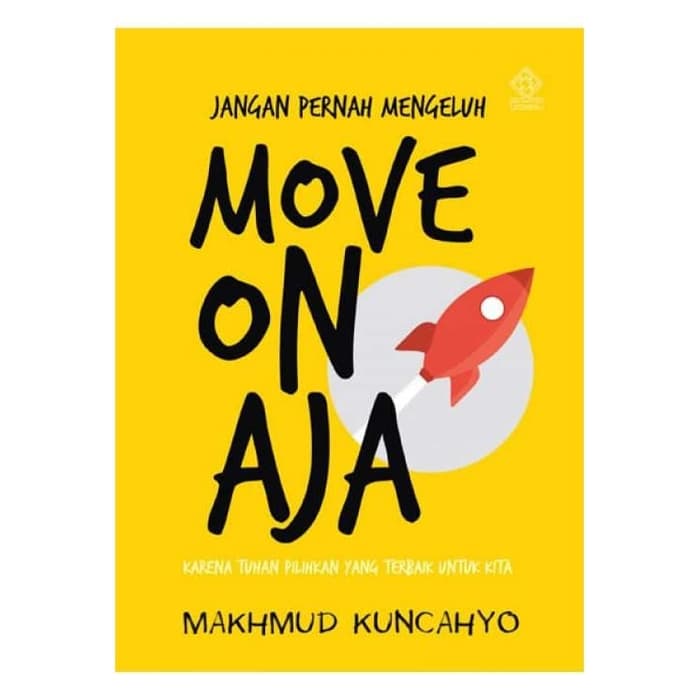 JANGAN PERNAH MENGELUH
MOVE
ON
AJA
KARENA TUHAN PILIHKAN YANG TERBAIK UNTUK KITA
MAKHMUD KUNCAHYO